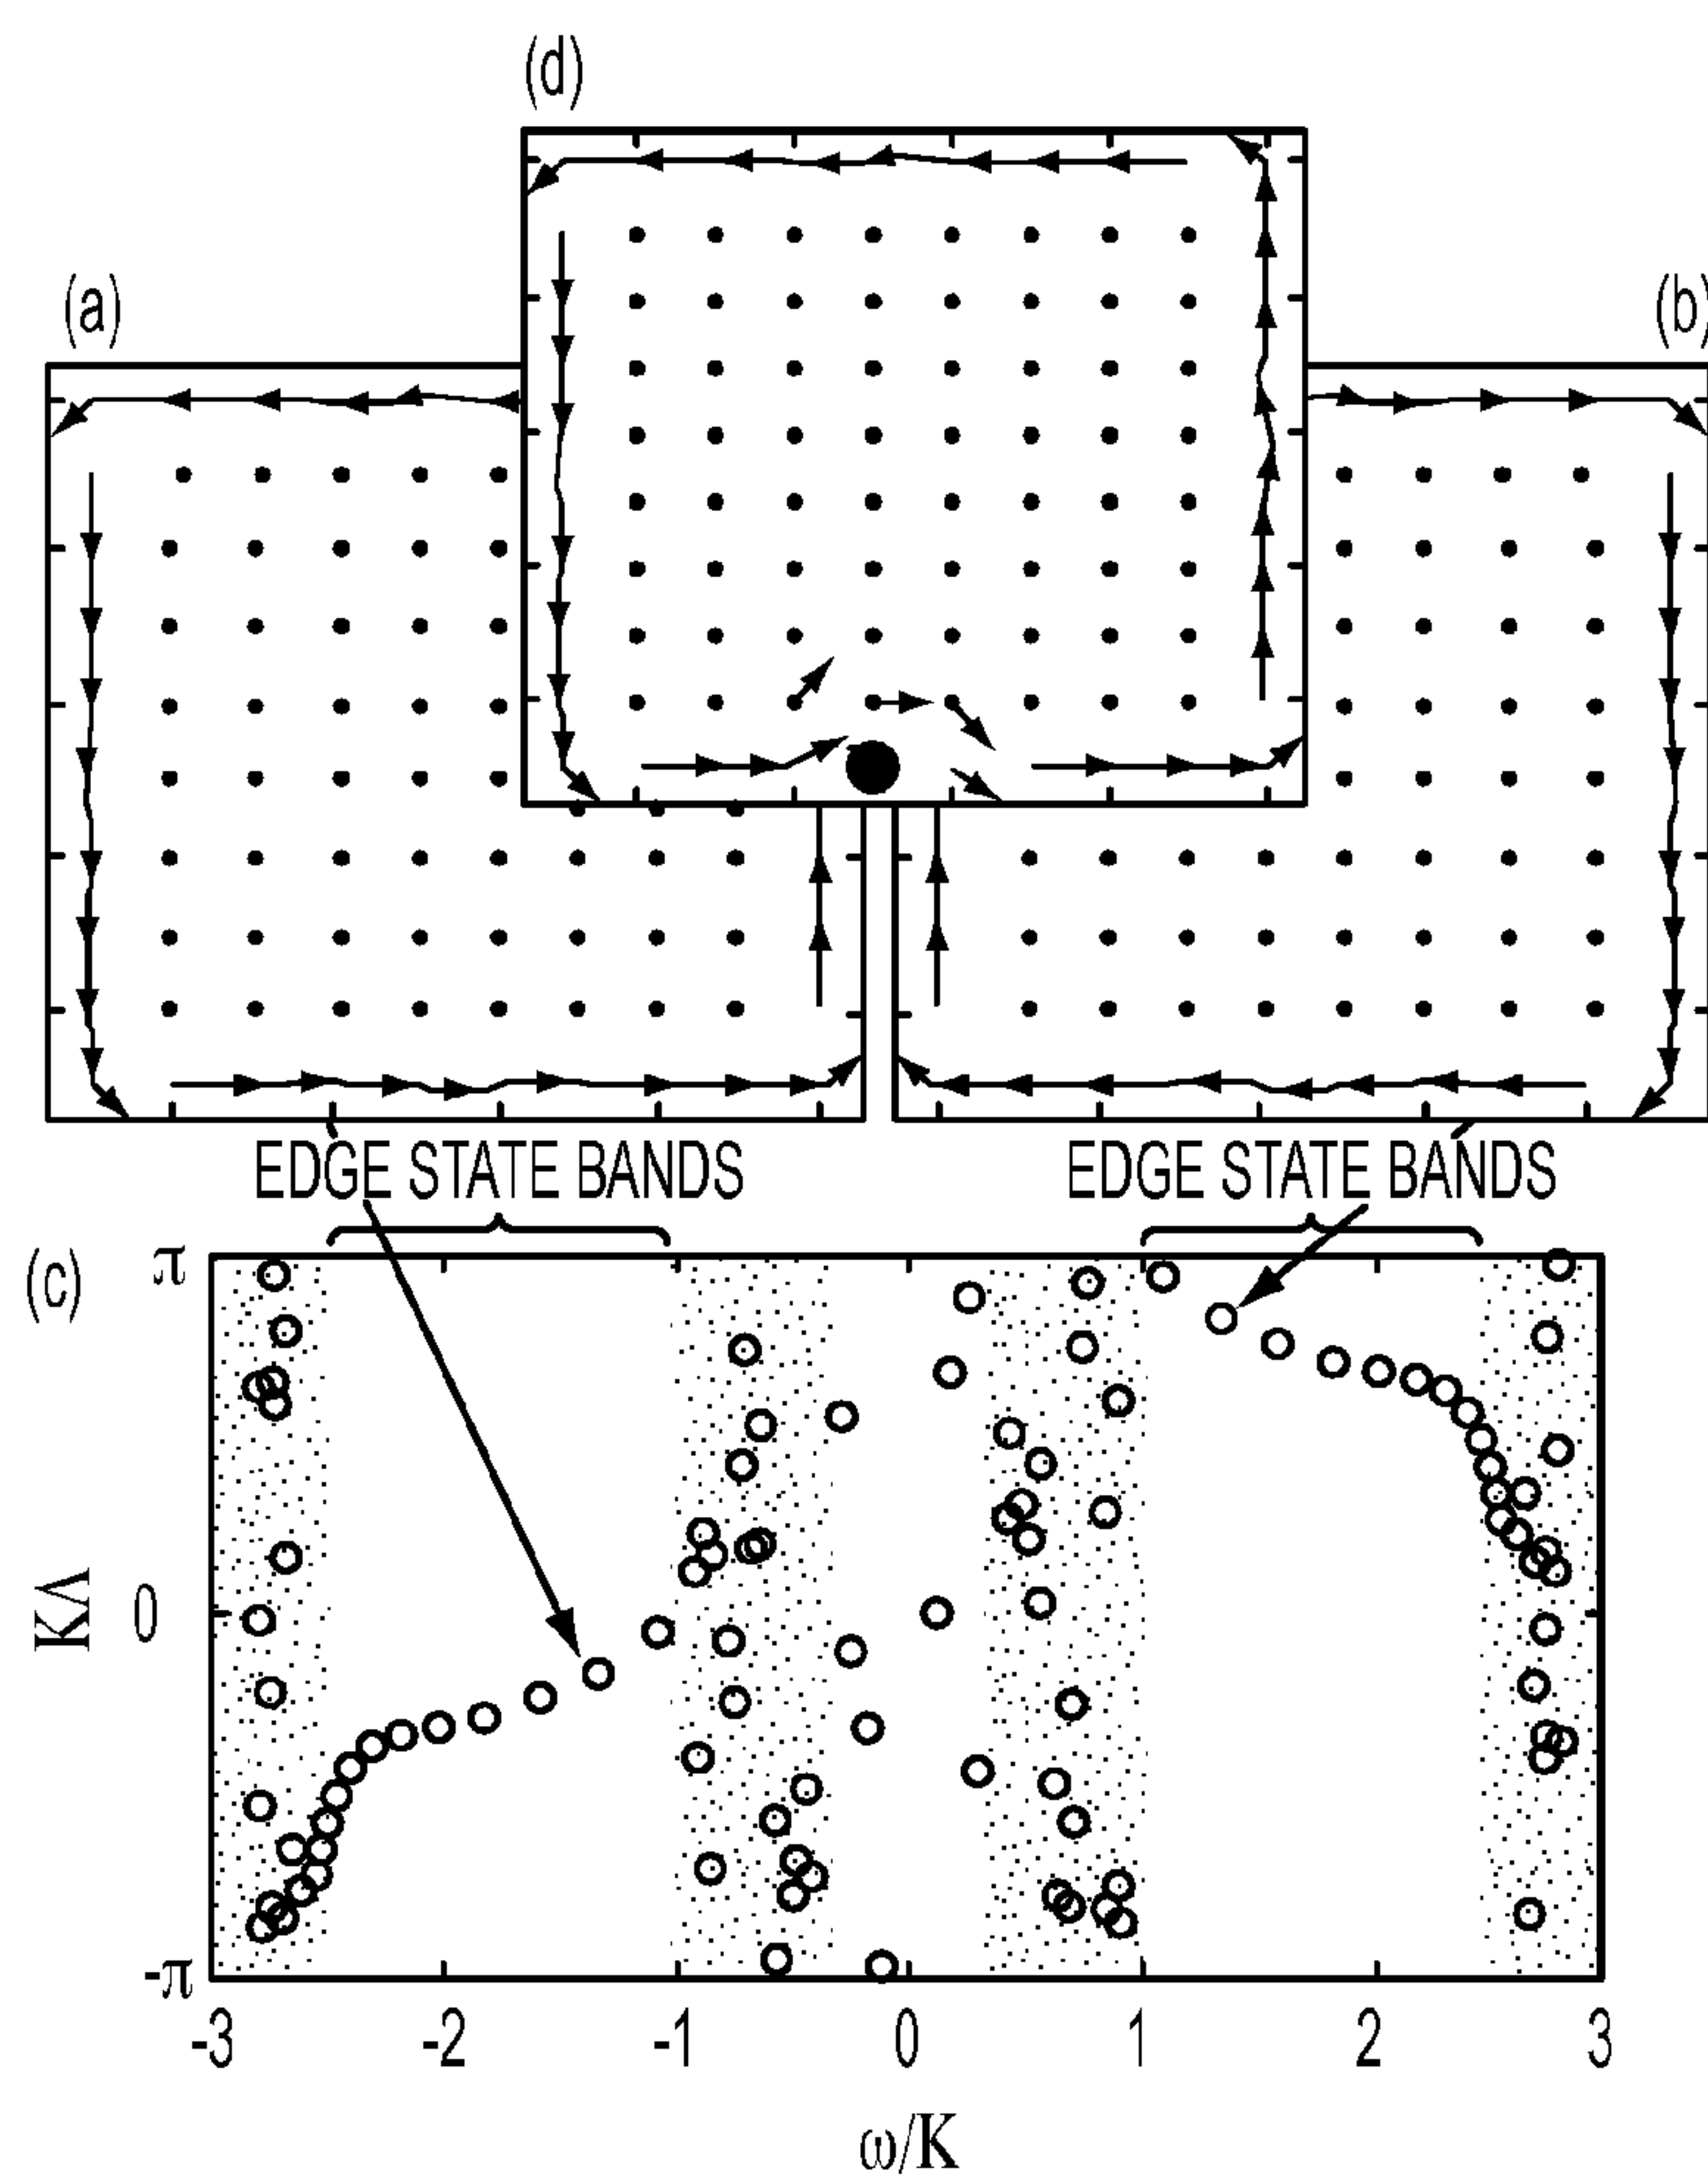 (d)
(a)
(b)
EDGE STATE BANDS
EDGE STATE BANDS
(c)
π
KΛ
0
-π
-3
-2
-1
0
1
2
3
ω/K